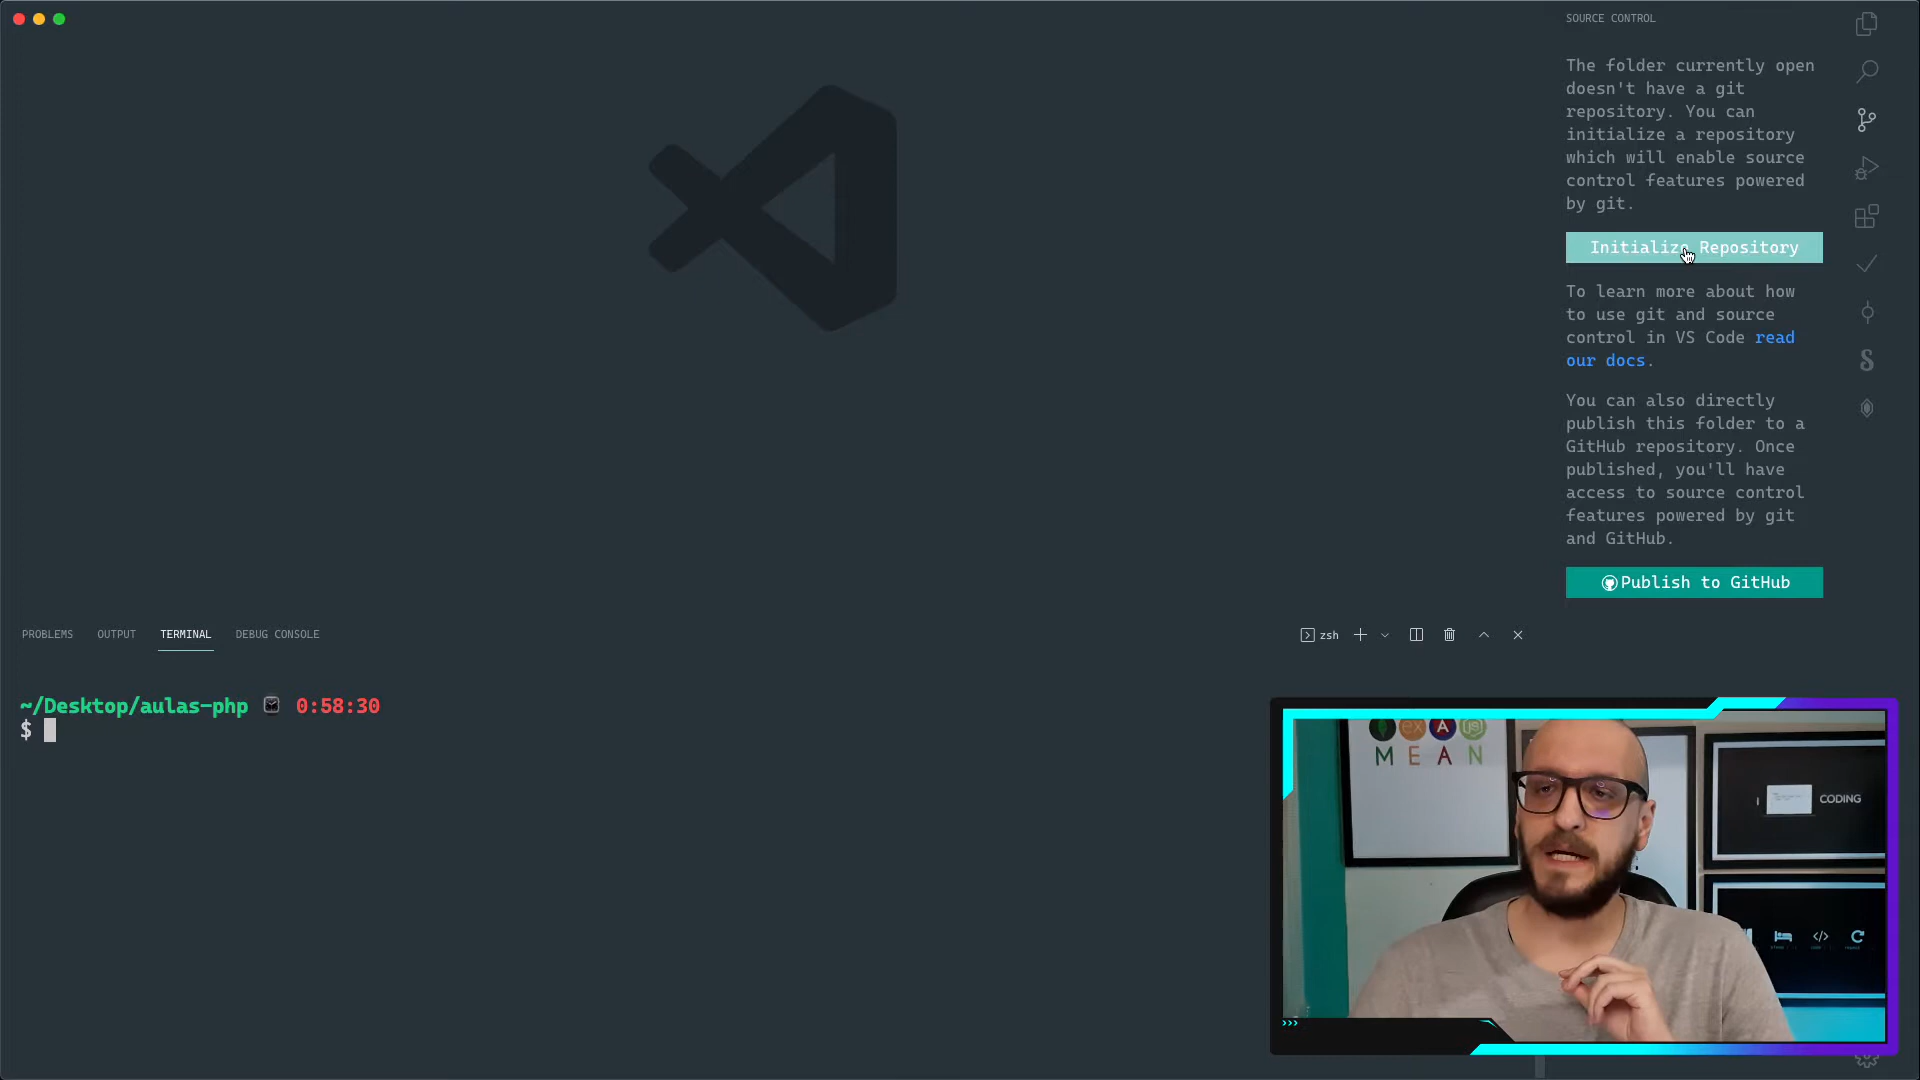 SOURCE CONTROL
The folder currently open
doesn't have a git
repository. You can
initialize a repository
which will enable source
control features powered
by git.
Initialize Repository
To learn more about how
to use git and source
control in VS Code read
our docs.
You can also directly
publish this folder to a
GitHub repository. Once
published, you'll have
access to source control
features powered by git
and GitHub.
Publish to GitHub
PROBLEMS OUTPUT TERMINAL DEBUG CONSOLE
zsh
~/Desktop/aulas-php 0:58:30
$
ex A JS
MEAN
I CODING
</>
›››